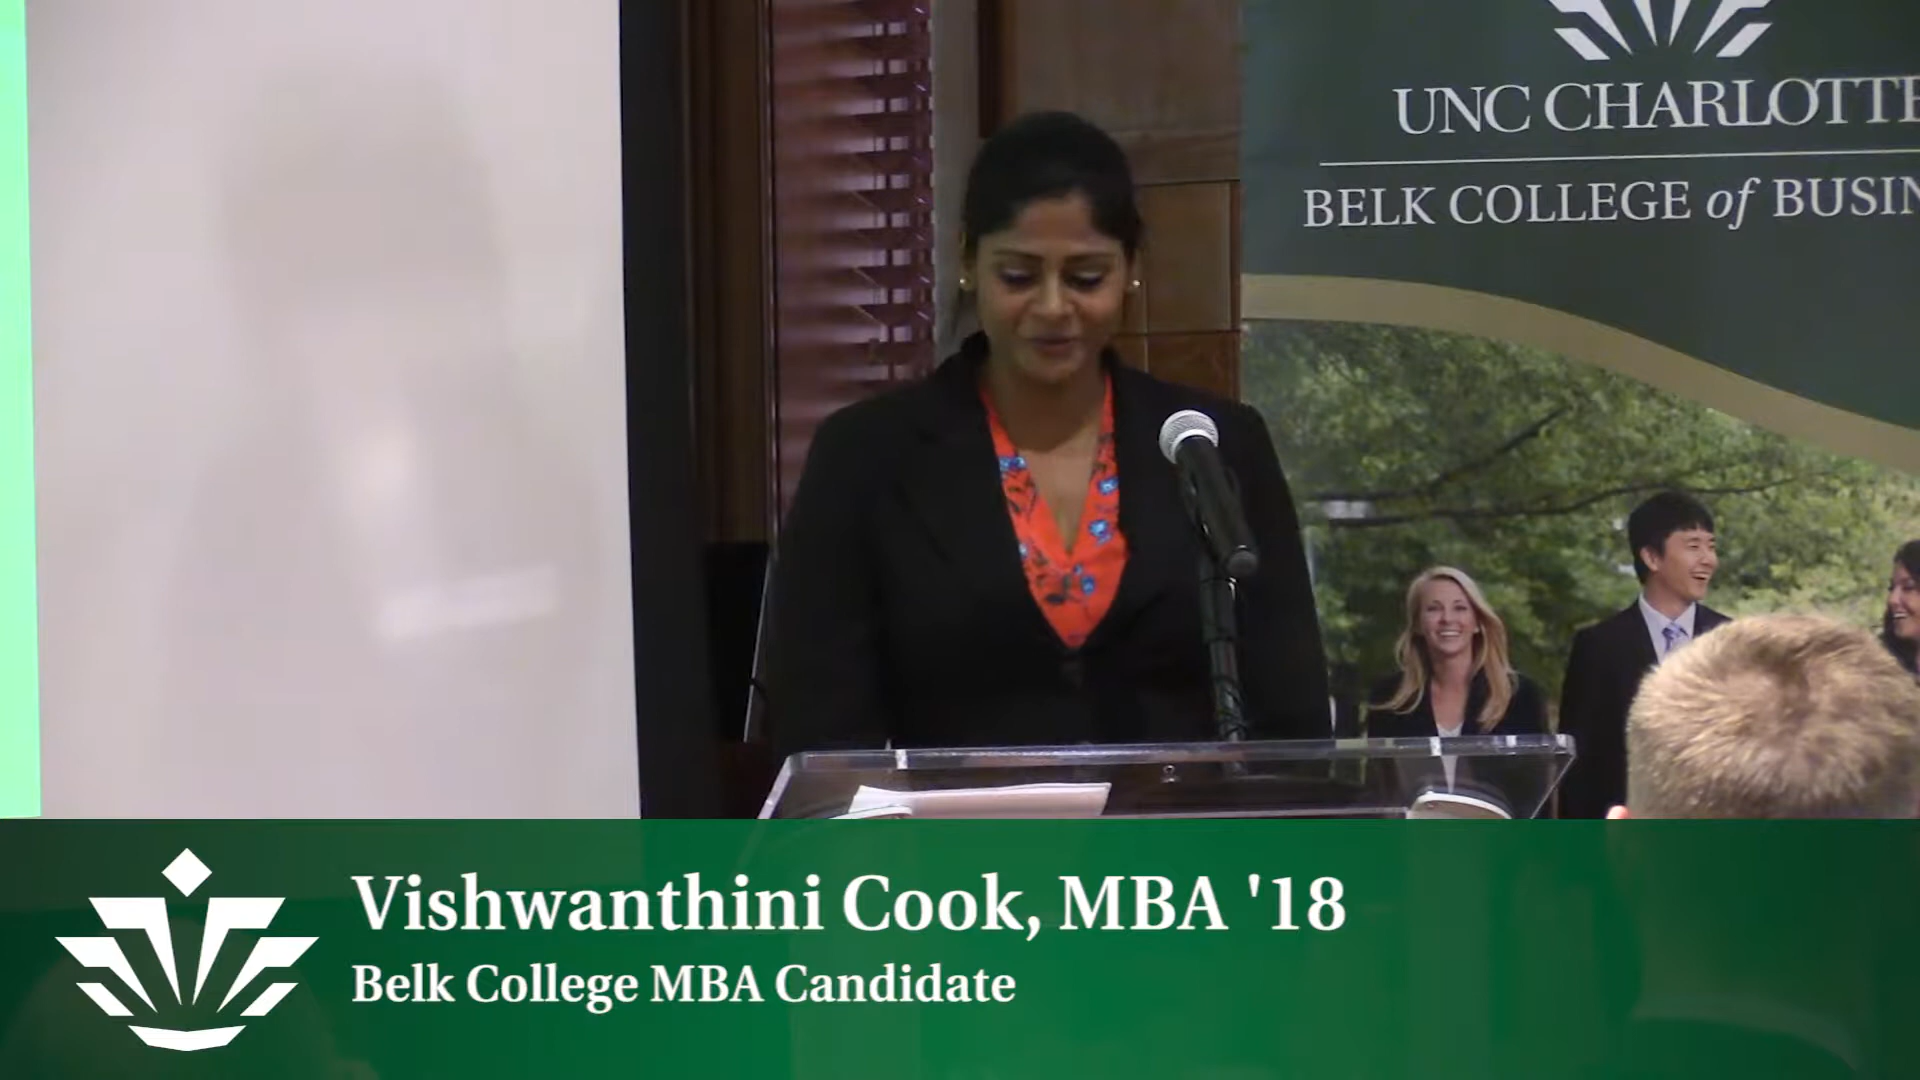 UNC CHARLOTTE
BELK COLLEGE of BUSIN
Vishwanthini Cook, MBA '18
Belk College MBA Candidate